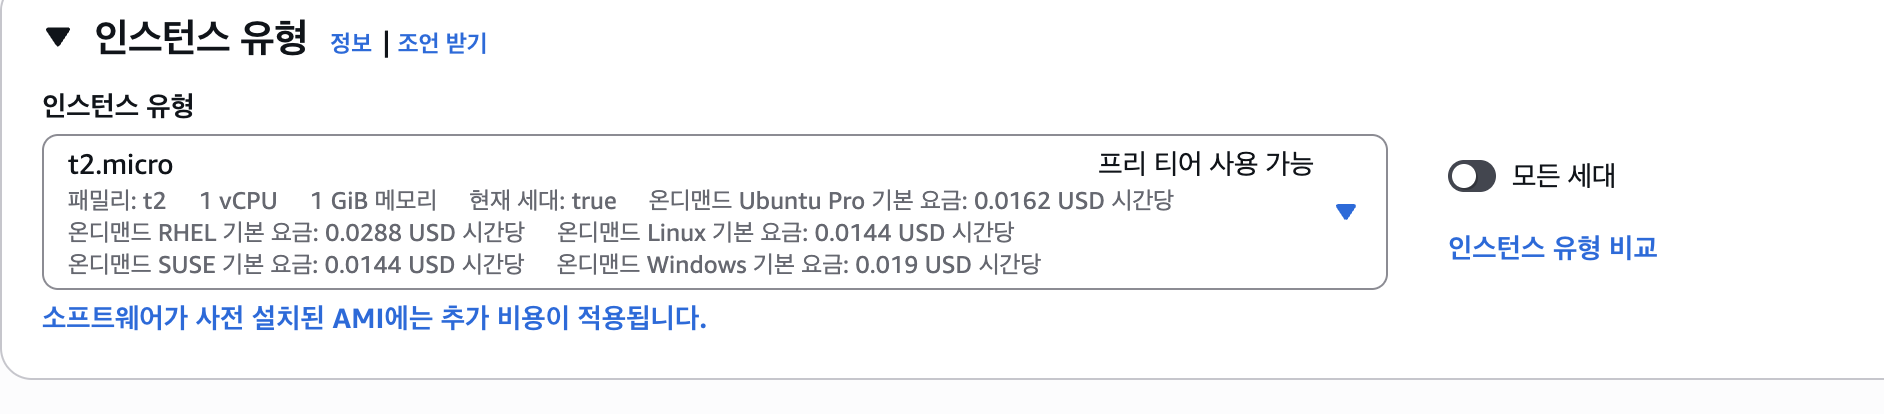 인스턴스 유형 정보 | 조언 받기
인스턴스 유형
t2.micro 프리 티어 사용 가능
패밀리: t2 1 vCPU 1 GiB 메모리 현재 세대: true 온디맨드 Ubuntu Pro 기본 요금: 0.0162 USD 시간당
온디맨드 RHEL 기본 요금: 0.0288 USD 시간당 온디맨드 Linux 기본 요금: 0.0144 USD 시간당
온디맨드 SUSE 기본 요금: 0.0144 USD 시간당 온디맨드 Windows 기본 요금: 0.019 USD 시간당
모든 세대
인스턴스 유형 비교
소프트웨어가 사전 설치된 AMI에는 추가 비용이 적용됩니다.